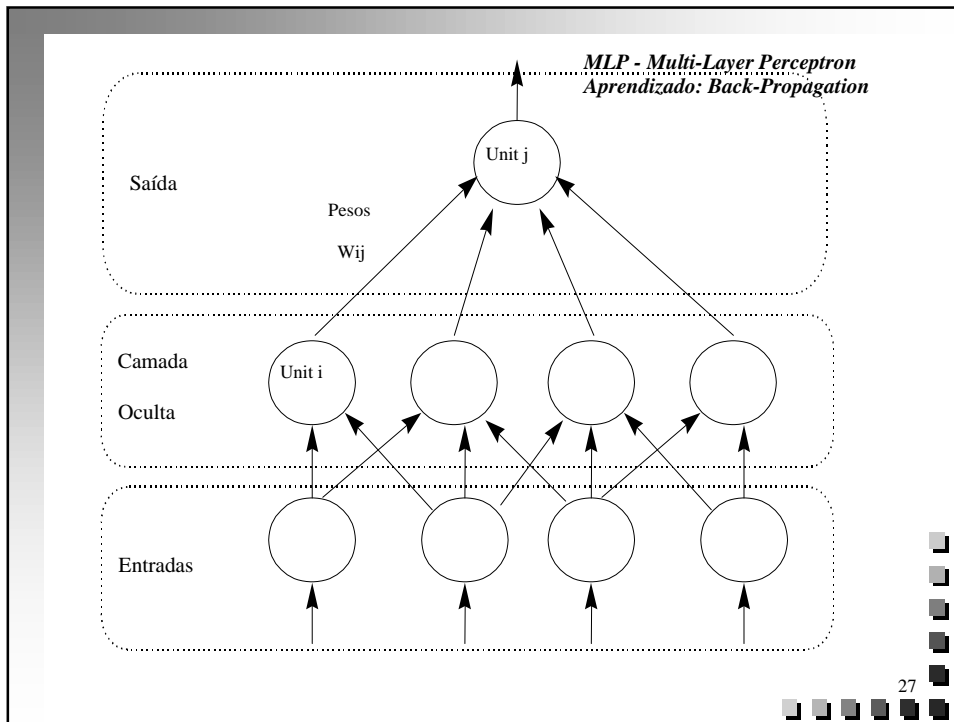 MLP - Multi-Layer Perceptron
Aprendizado: Back-Propagation
Unit j
Saída
Pesos
Wij
Camada
Unit i
Oculta
Entradas
27